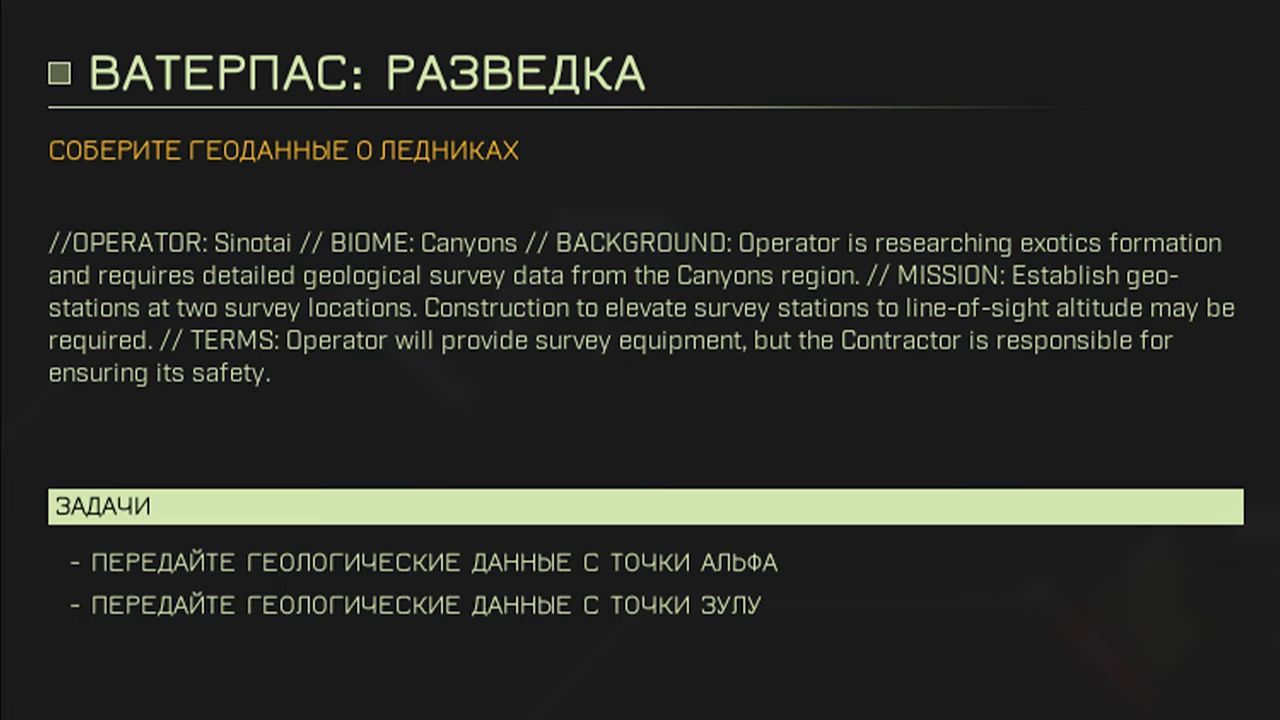 ВАТЕРПАС: РАЗВЕДКА
СОБЕРИТЕ ГЕОДАННЫЕ О ЛЕДНИКАХ
//OPERATOR: Sinotai // BIOME: Canyons // BACKGROUND: Operator is researching exotics formation
and requires detailed geological survey data from the Canyons region. // MISSION: Establish geo-
stations at two survey locations. Construction to elevate survey stations to line-of-sight altitude may be
required. // TERMS: Operator will provide survey equipment, but the Contractor is responsible for
ensuring its safety.
ЗАДАЧИ
- ПЕРЕДАЙТЕ ГЕОЛОГИЧЕСКИЕ ДАННЫЕ С ТОЧКИ АЛЬФА
- ПЕРЕДАЙТЕ ГЕОЛОГИЧЕСКИЕ ДАННЫЕ С ТОЧКИ ЗУЛУ